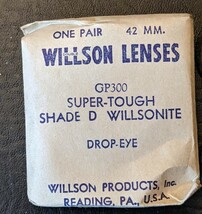 ONE PAIR 42 MM.
WILLSON LENSES
GP300
SUPER-TOUGH
SHADE D WILLSONITE
DROP-EYE
WILLSON PRODUCTS, Inc.
READING, PA., U.S.A.